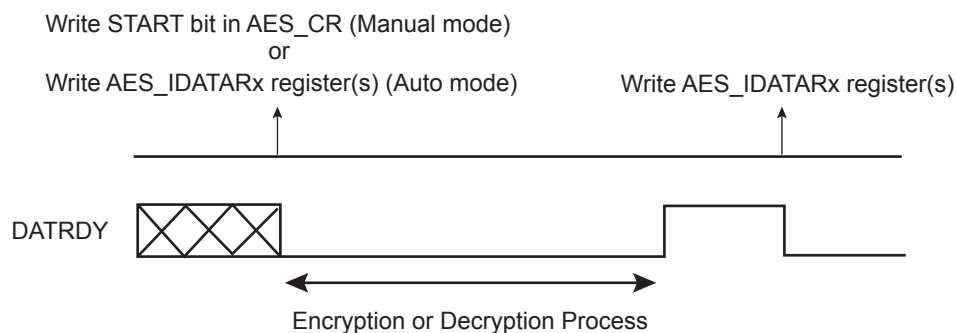 Write START bit in AES_CR (Manual mode)
or
Write AES_IDATARx register(s) (Auto mode)
Write AES_IDATARx register(s)
DATRDY
Encryption or Decryption Process